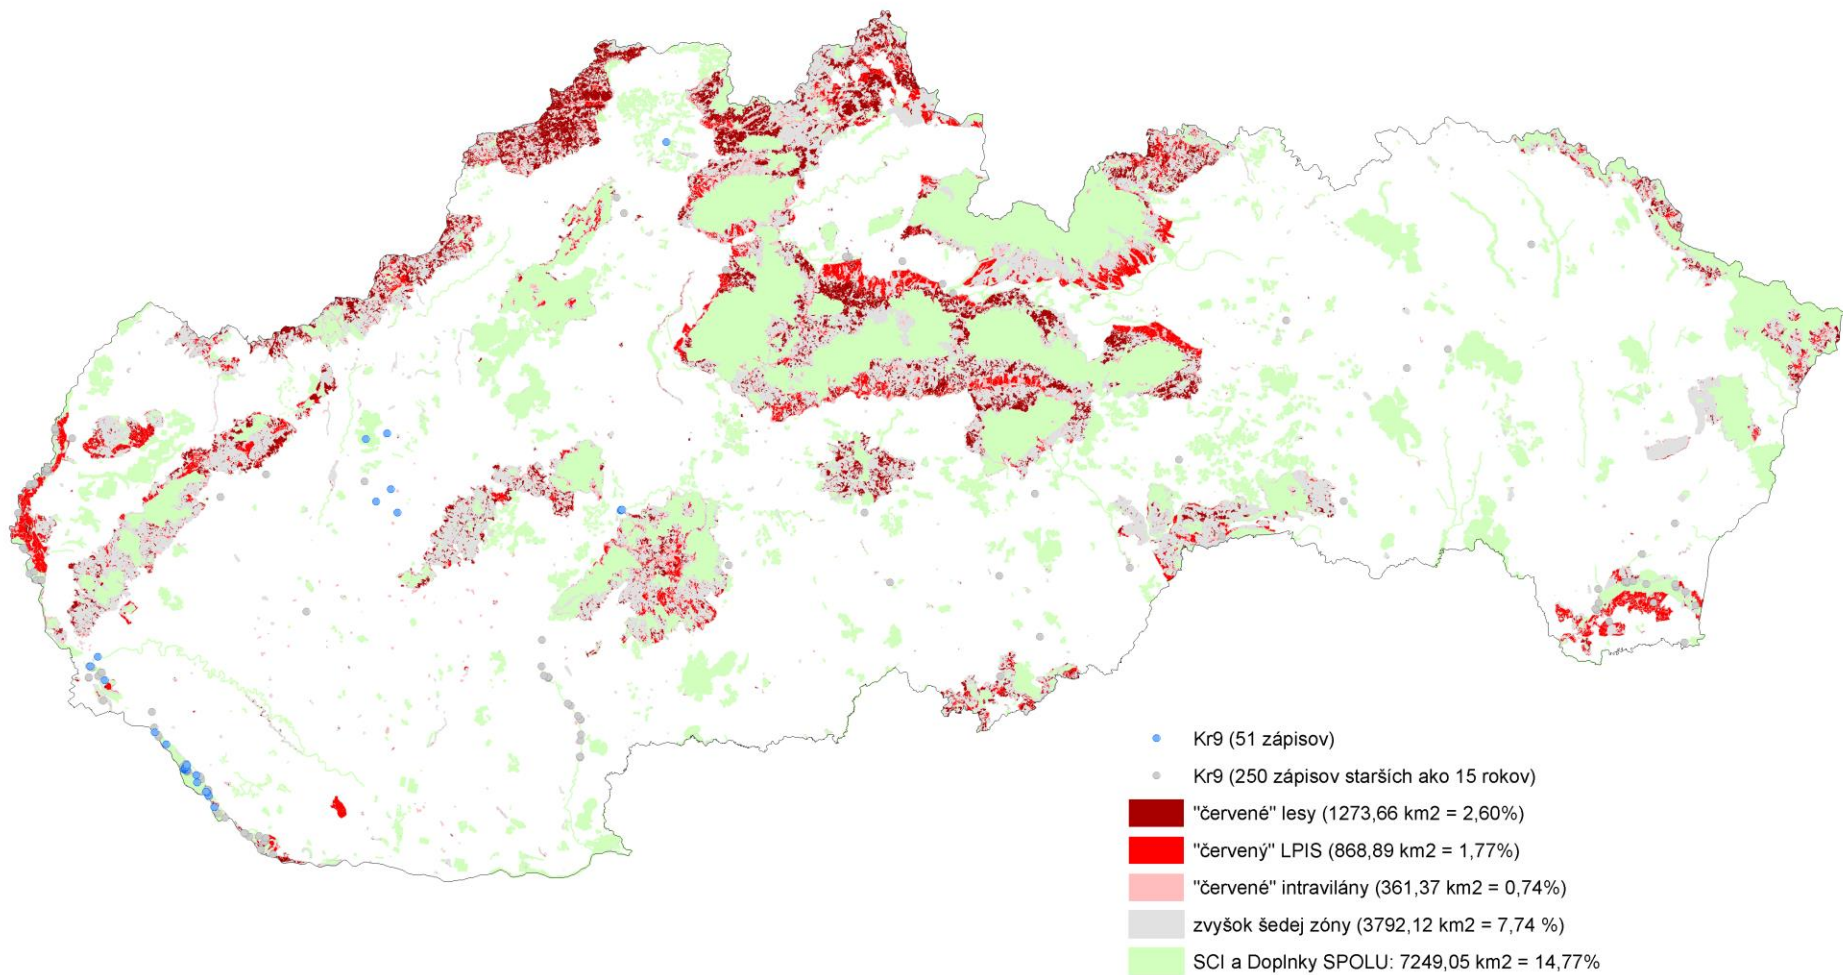 Kr9 (51 zápisov)
Kr9 (250 zápisov starších ako 15 rokov)
"červené" lesy (1273,66 km2 = 2,60%)
"červený" LPIS (868,89 km2 = 1,77%)
"červené" intravilány (361,37 km2 = 0,74%)
zvyšok šedej zóny (3792,12 km2 = 7,74 %)
SCI a Doplnky SPOLU: 7249,05 km2 = 14,77%